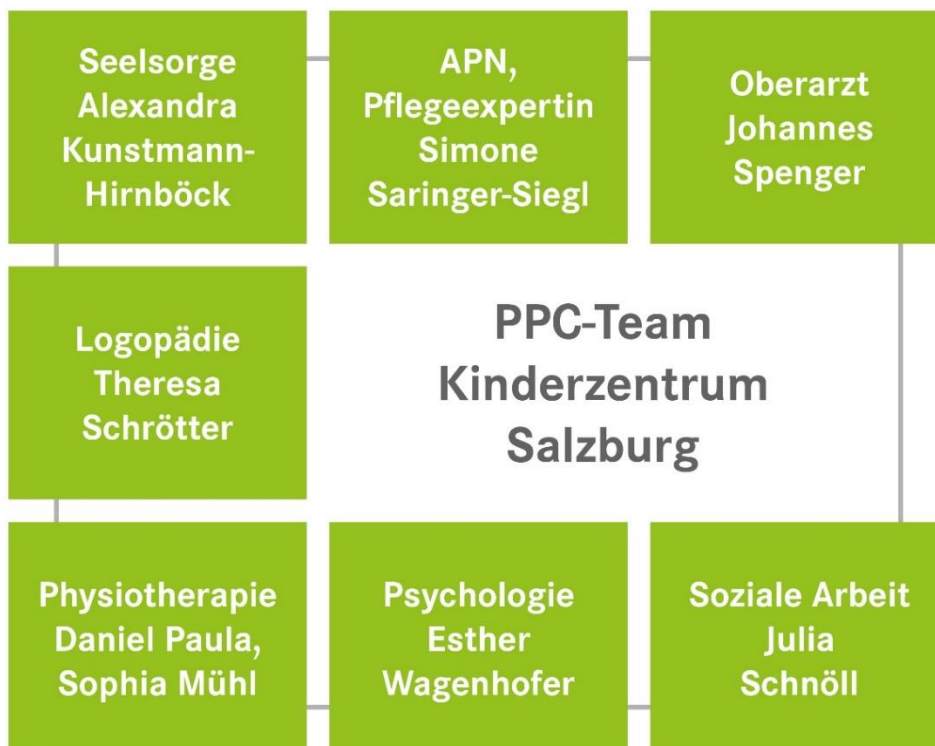 Seelsorge
Alexandra
Kunstmann-
Hirnböck
APN,
Pflegeexpertin
Simone
Saringer-Siegl
Oberarzt
Johannes
Spenger
Logopädie
Theresa
Schrötter
PPC-Team
Kinderzentrum
Salzburg
Physiotherapie
Daniel Paula,
Sophia Mühl
Psychologie
Esther
Wagenhofer
Soziale Arbeit
Julia
Schnöll